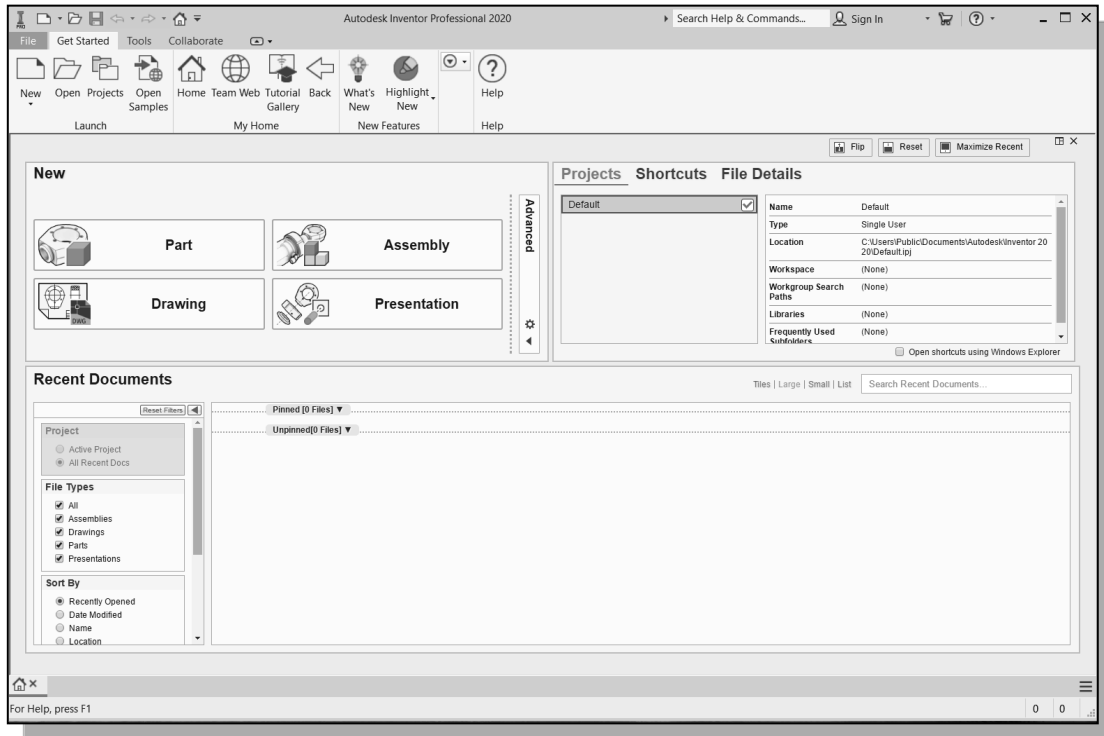 PRO
Autodesk Inventor Professional 2020
Search Help & Commands...
Sign In
File Get Started Tools Collaborate
New Open Projects Open Samples Home Team Web Tutorial Gallery Back What's New Highlight New Help
Launch My Home New Features Help
Flip Reset Maximize Recent
New
Part
Assembly
DWG
Drawing
Presentation
Advanced
Projects Shortcuts File Details
Default
Name Default
Type Single User
Location C:\Users\Public\Documents\Autodesk\Inventor 20
20\Default.ipj
Workspace (None)
Workgroup Search (None)
Paths
Libraries (None)
Frequently Used (None)
Subfolders
Open shortcuts using Windows Explorer
Recent Documents
Tiles | Large | Small | List
Search Recent Documents...
Reset Filters
Project
Active Project
All Recent Docs
File Types
All
Assemblies
Drawings
Parts
Presentations
Sort By
Recently Opened
Date Modified
Name
Location
Pinned [0 Files] ▼
Unpinned[0 Files] ▼
For Help, press F1
0 0